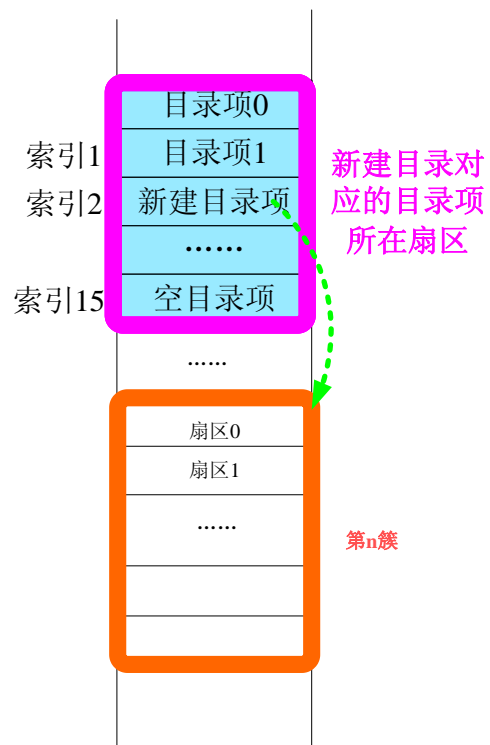 目录项0
索引1
目录项1
索引2
新建目录项
……
索引15
空目录项
新建目录对
应的目录项
所在扇区
……
扇区0
扇区1
……
第n簇